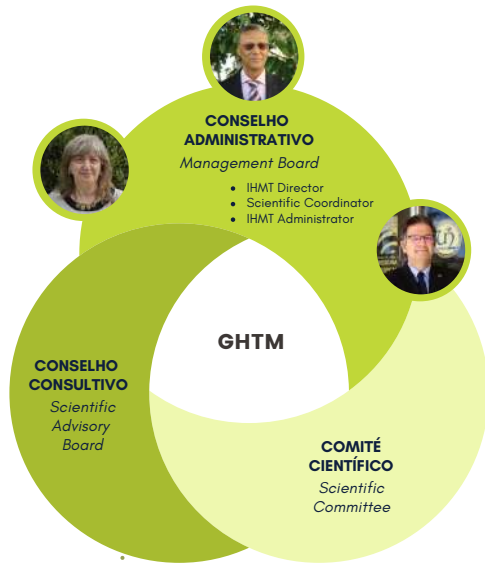 CONSELHO
ADMINISTRATIVO
Management Board
• IHMT Director
• Scientific Coordinator
• IHMT Administrator
GHTM
CONSELHO
CONSULTIVO
Scientific
Advisory
Board
COMITÉ
CIENTÍFICO
Scientific
Committee